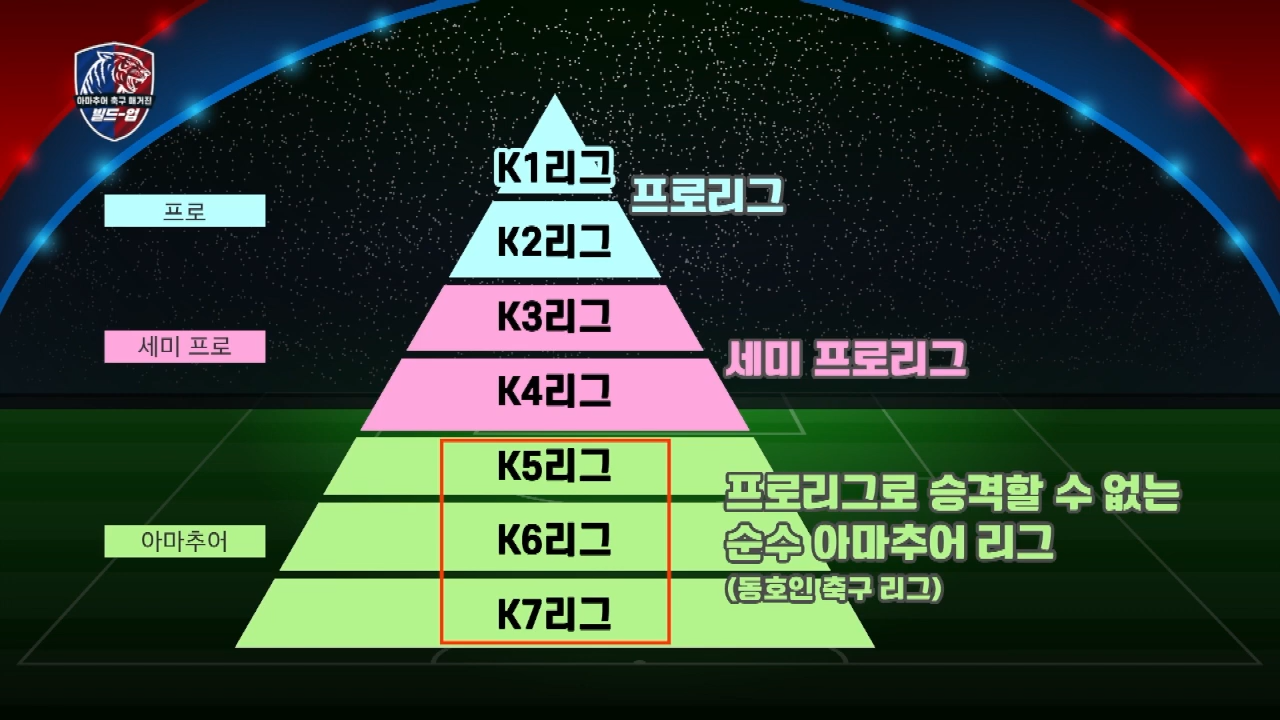 아마추어 축구 매거진
빌드-업
프로
K1리그
프로리그
K2리그
세미 프로
K3리그
세미 프로리그
K4리그
아마추어
K5리그
프로리그로 승격할 수 없는
순수 아마추어 리그
(동호인 축구 리그)
K6리그
K7리그